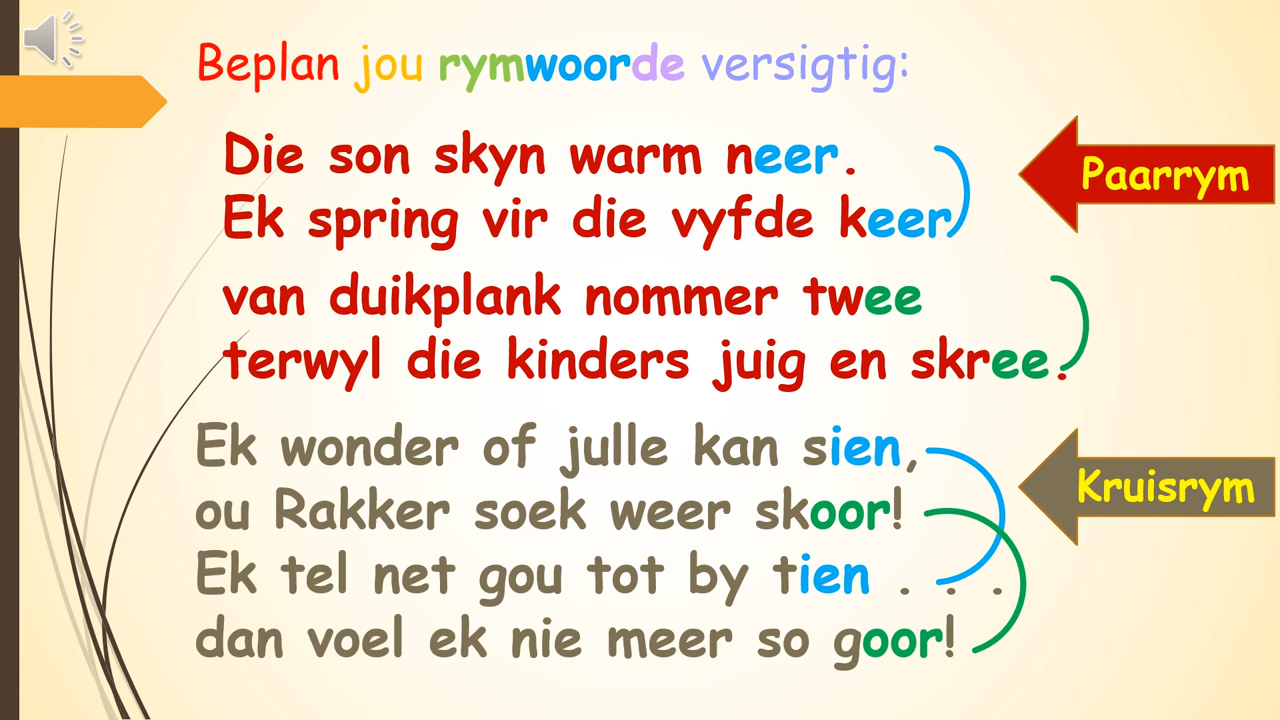 Beplan jou rymwoorde versigtig:
Die son skyn warm neer.
Paarrym
Ek spring vir die vyfde keer
van duikplank nommer twee
terwyl die kinders juig en skree.
Ek wonder of julle kan sien,
Kruisrym
ou Rakker soek weer skoor!
Ek tel net gou tot by tien . . .
dan voel ek nie meer so goor!